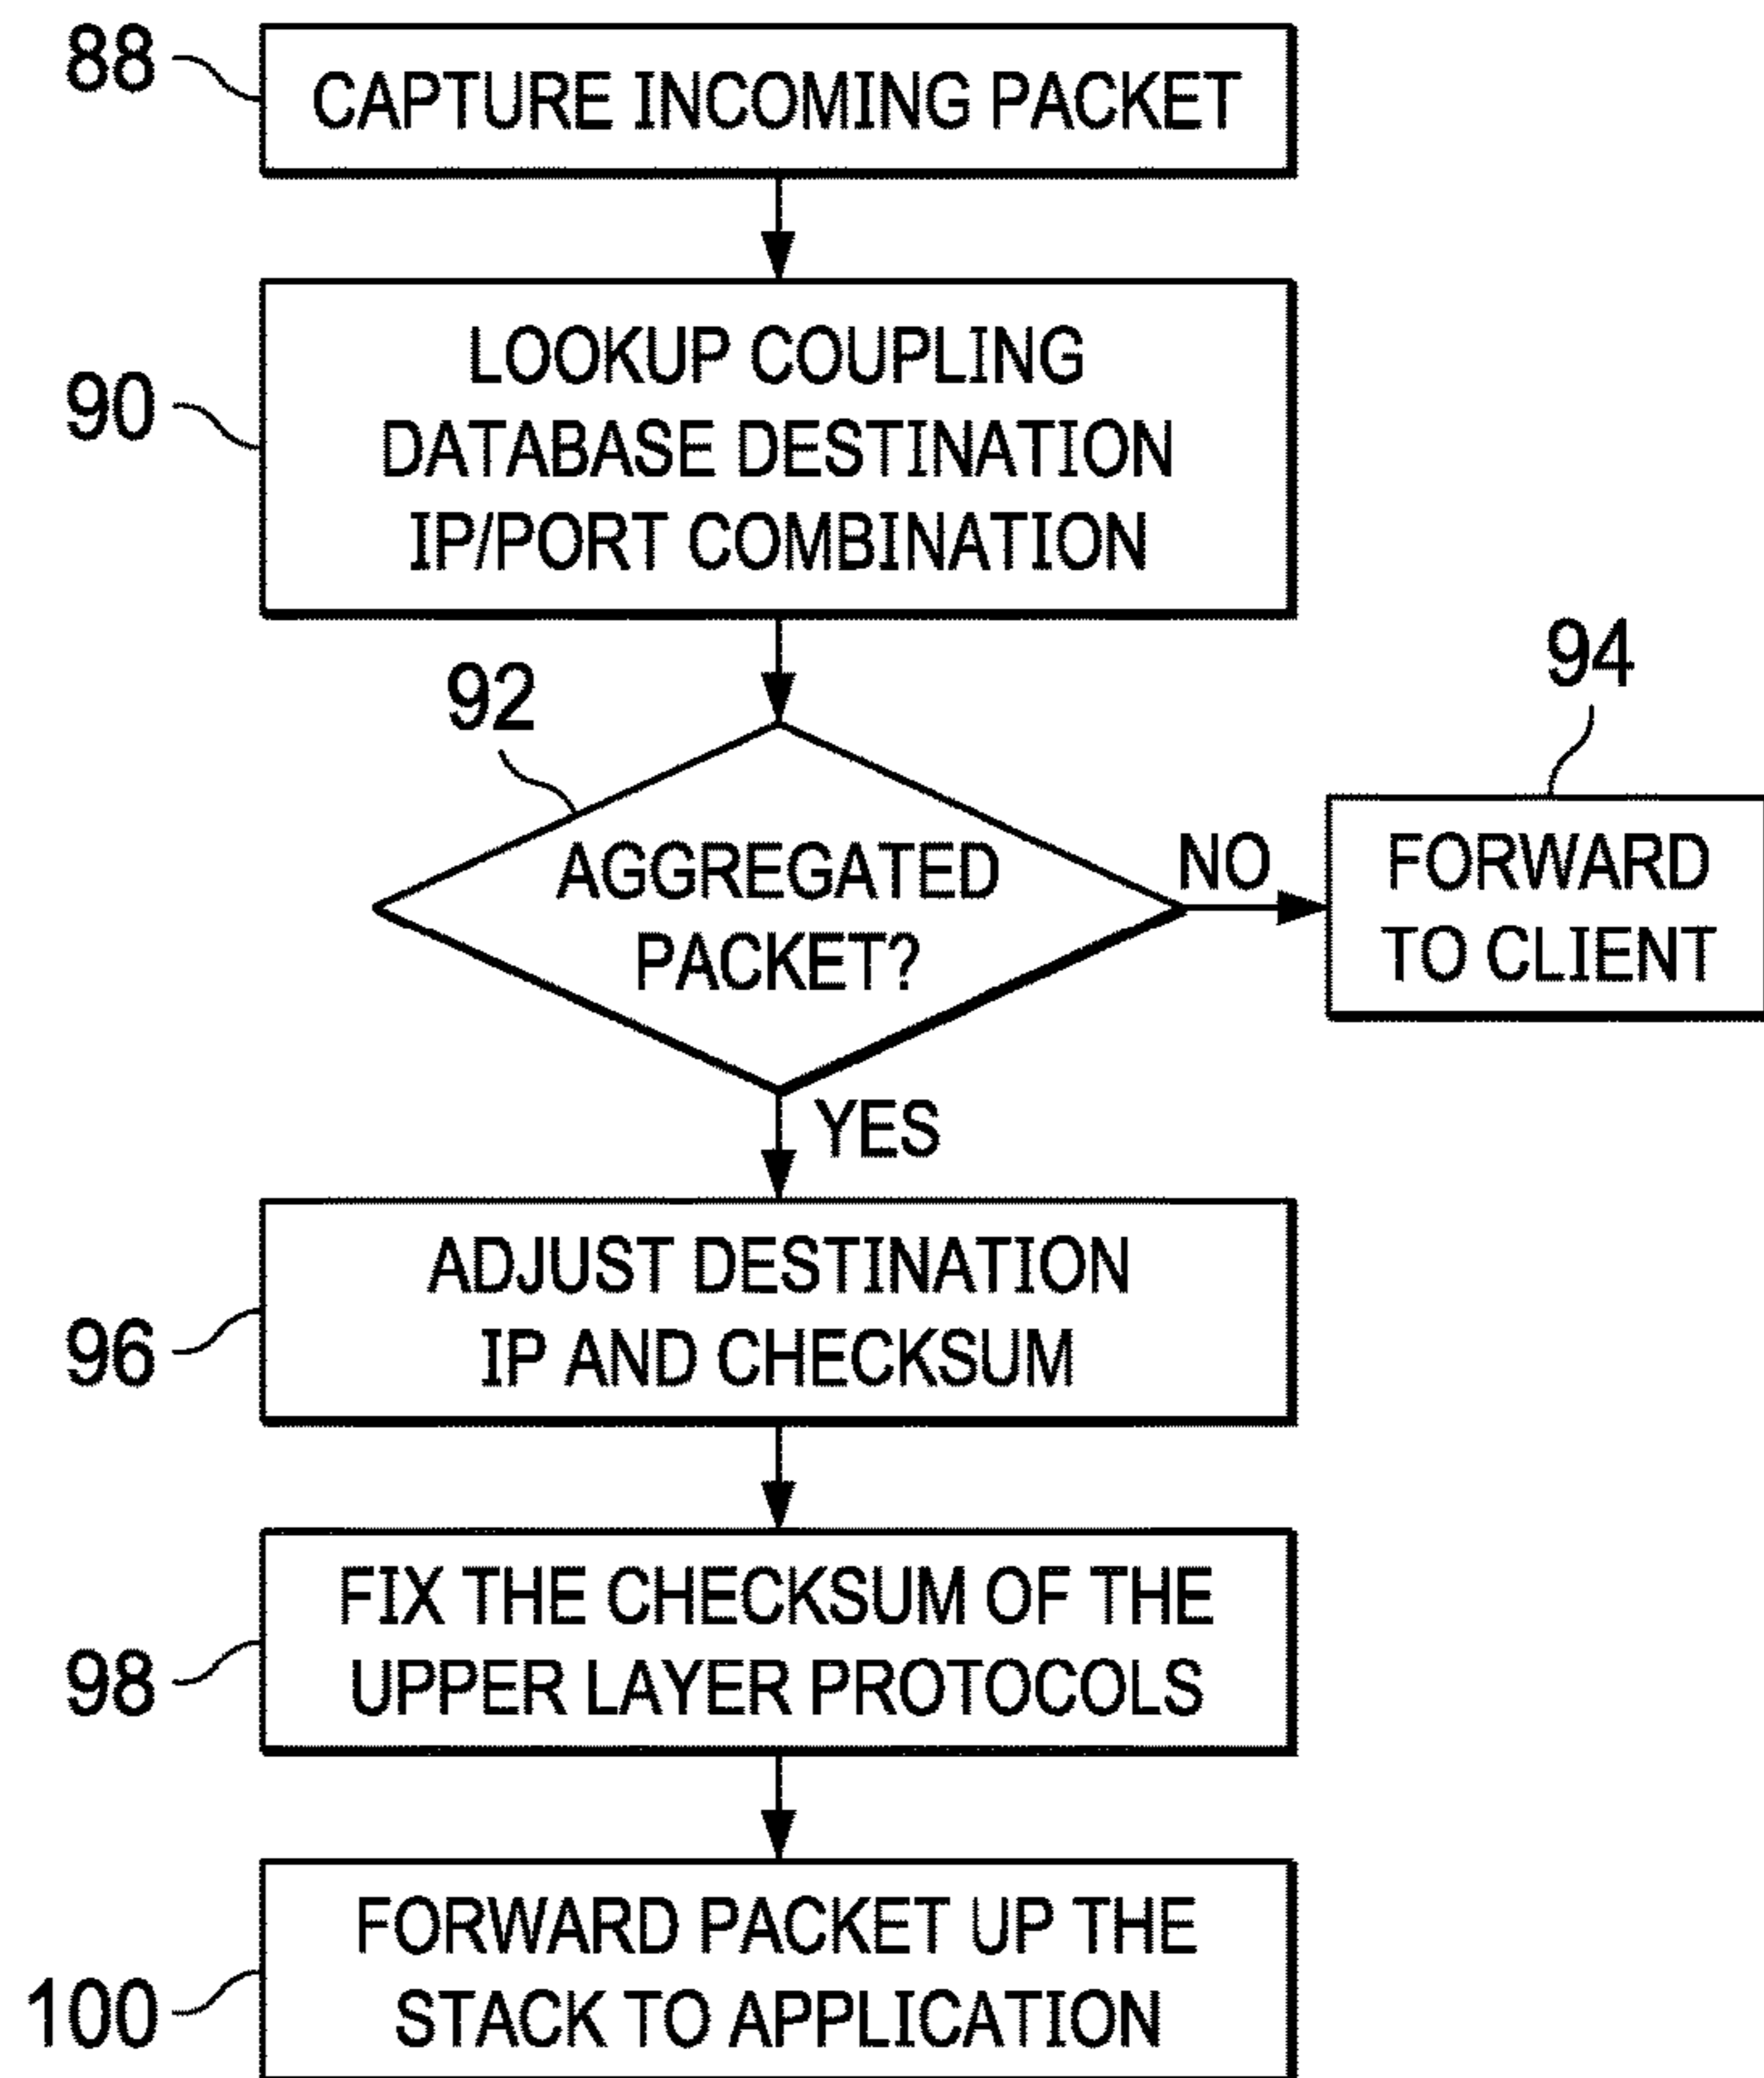 88
CAPTURE INCOMING PACKET
90
LOOKUP COUPLING
DATABASE DESTINATION
IP/PORT COMBINATION
92
AGGREGATED
PACKET?
NO
94
FORWARD
TO CLIENT
YES
96
ADJUST DESTINATION
IP AND CHECKSUM
98
FIX THE CHECKSUM OF THE
UPPER LAYER PROTOCOLS
100
FORWARD PACKET UP THE
STACK TO APPLICATION